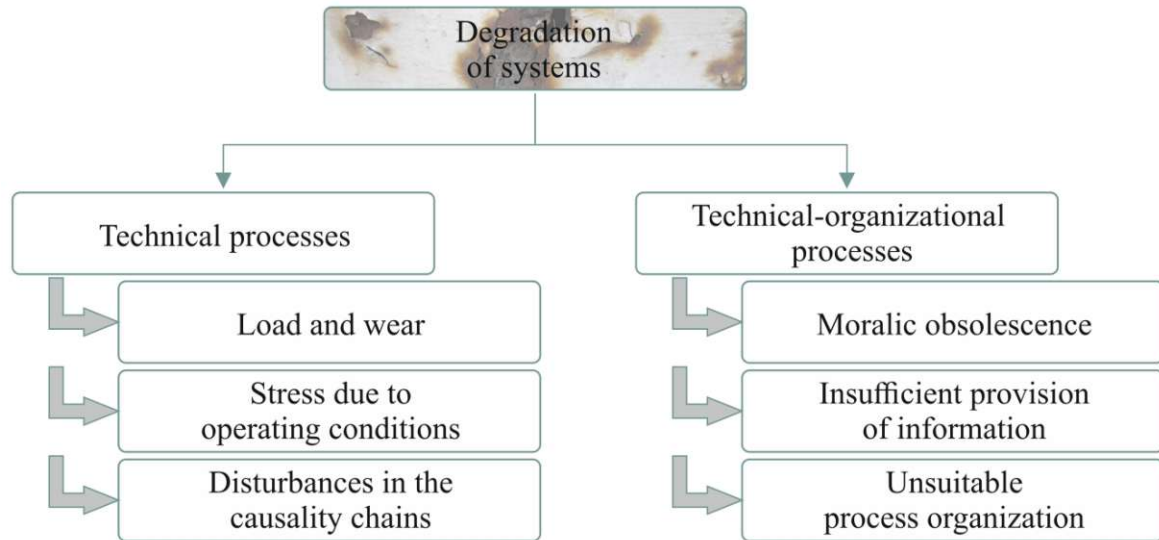 Degradation
of systems
Technical processes
Load and wear
Stress due to
operating conditions
Disturbances in the
causality chains
Technical-organizational
processes
Moralic obsolescence
Insufficient provision
of information
Unsuitable
process organization